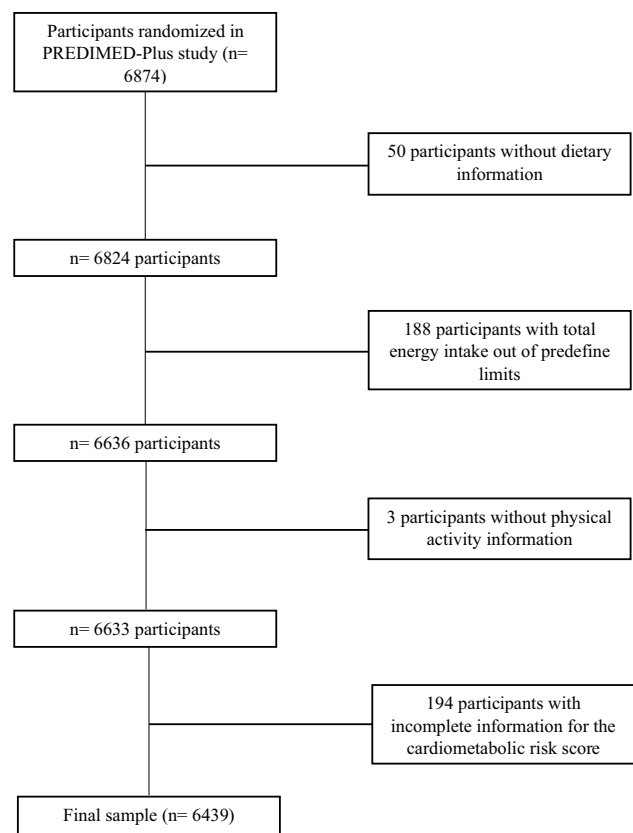 Participants randomized in
PREDIMED-Plus study (n=
6874)
50 participants without dietary
information
n= 6824 participants
188 participants with total
energy intake out of predefine
limits
n= 6636 participants
3 participants without physical
activity information
n= 6633 participants
194 participants with
incomplete information for the
cardiometabolic risk score
Final sample (n= 6439)